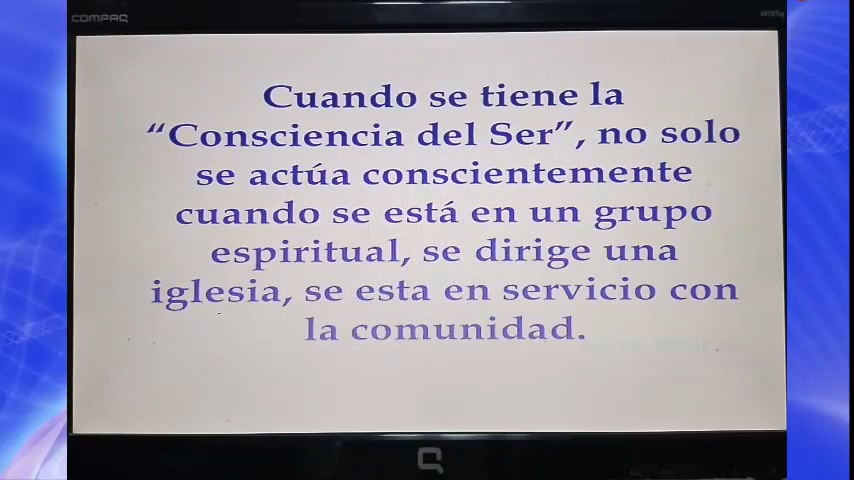 COMPAQ
W185q
Cuando se tiene la
“Consciencia del Ser”, no solo
se actúa conscientemente
cuando se está en un grupo
espiritual, se dirige una
iglesia, se esta en servicio con
la comunidad.